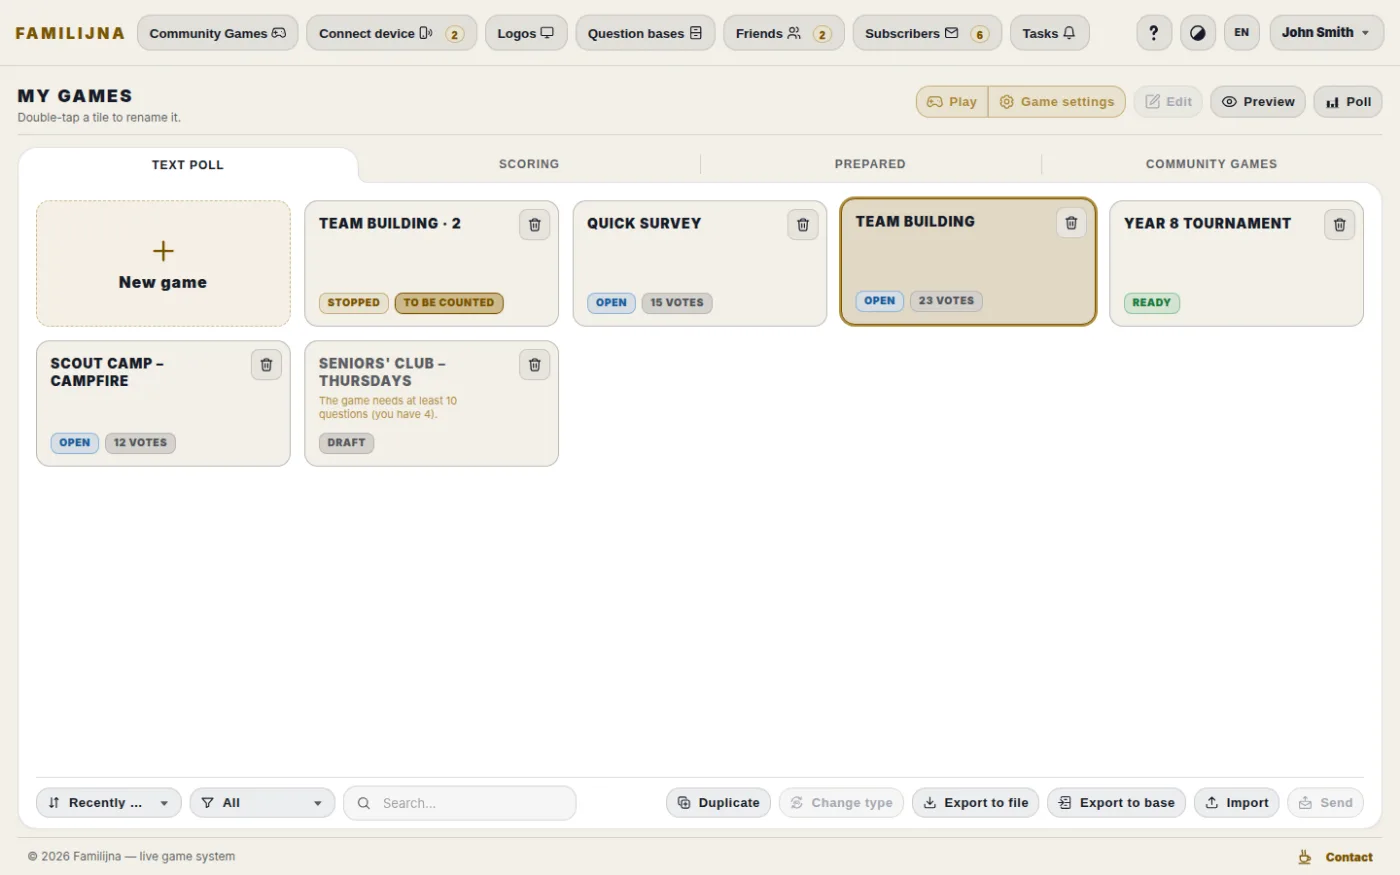 FAMILIJNA
Community Games
Connect device 2
Logos
Question bases
Friends 2
Subscribers 6
Tasks
?
EN
John Smith
MY GAMES
Double-tap a tile to rename it.
Play
Game settings
Edit
Preview
Poll
TEXT POLL
SCORING
PREPARED
COMMUNITY GAMES
New game
TEAM BUILDING · 2
STOPPED
TO BE COUNTED
QUICK SURVEY
OPEN
15 VOTES
TEAM BUILDING
OPEN
23 VOTES
YEAR 8 TOURNAMENT
READY
SCOUT CAMP –
CAMPFIRE
OPEN
12 VOTES
SENIORS' CLUB –
THURSDAYS
The game needs at least 10
questions (you have 4).
DRAFT
Recently ...
All
Search...
Duplicate
Change type
Export to file
Export to base
Import
Send
© 2026 Familijna — live game system
Contact